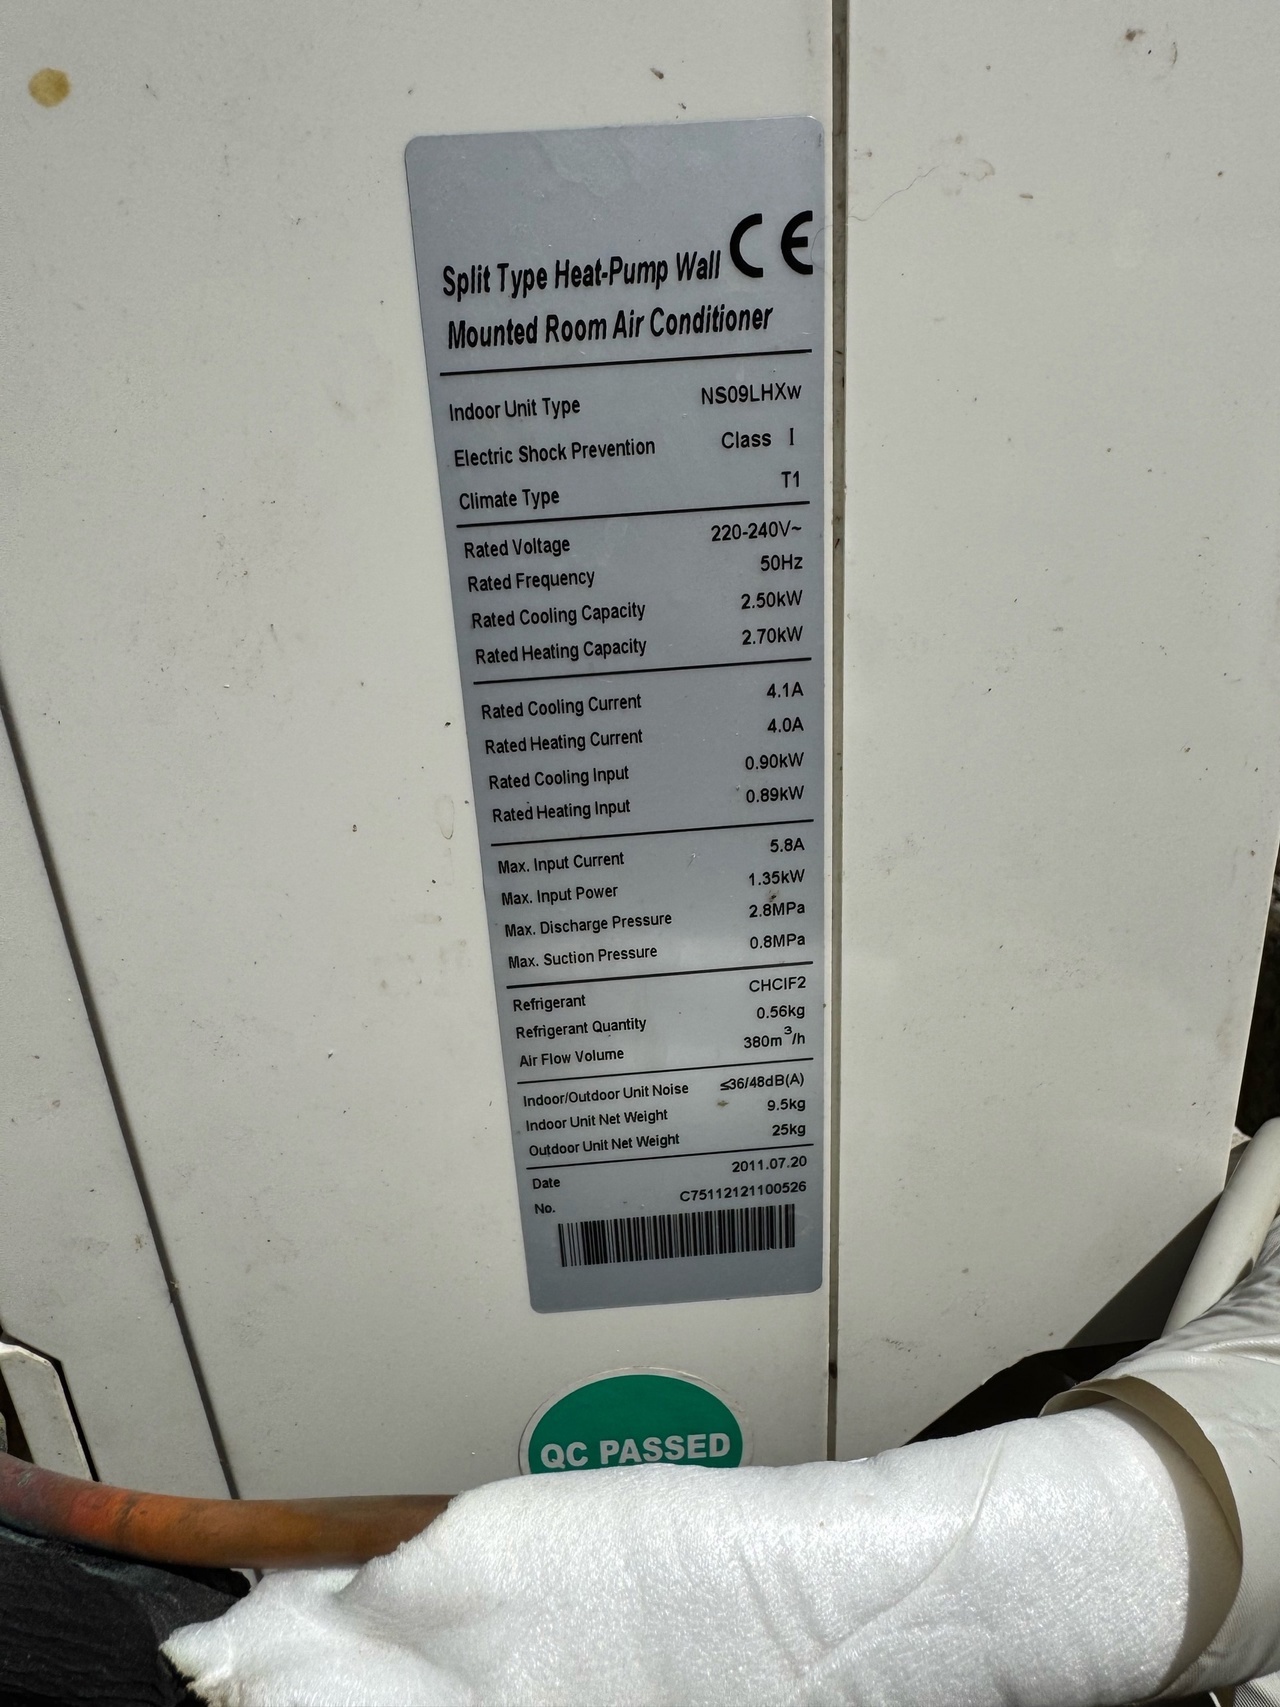 CE
Split Type Heat-Pump Wall
Mounted Room Air Conditioner
Indoor Unit Type NS09LHXw
Electric Shock Prevention Class I
Climate Type T1
Rated Voltage 220-240V~
Rated Frequency 50Hz
Rated Cooling Capacity 2.50kW
Rated Heating Capacity 2.70kW
Rated Cooling Current 4.1A
Rated Heating Current 4.0A
Rated Cooling Input 0.90kW
Rated Heating Input 0.89kW
Max. Input Current 5.8A
Max. Input Power 1.35kW
Max. Discharge Pressure 2.8MPa
Max. Suction Pressure 0.8MPa
Refrigerant CHCIF2
Refrigerant Quantity 0.56kg
Air Flow Volume 380m³/h
Indoor/Outdoor Unit Noise ≤36/48dB(A)
Indoor Unit Net Weight 9.5kg
Outdoor Unit Net Weight 25kg
Date 2011.07.20
No. C75112121100526
QC PASSED